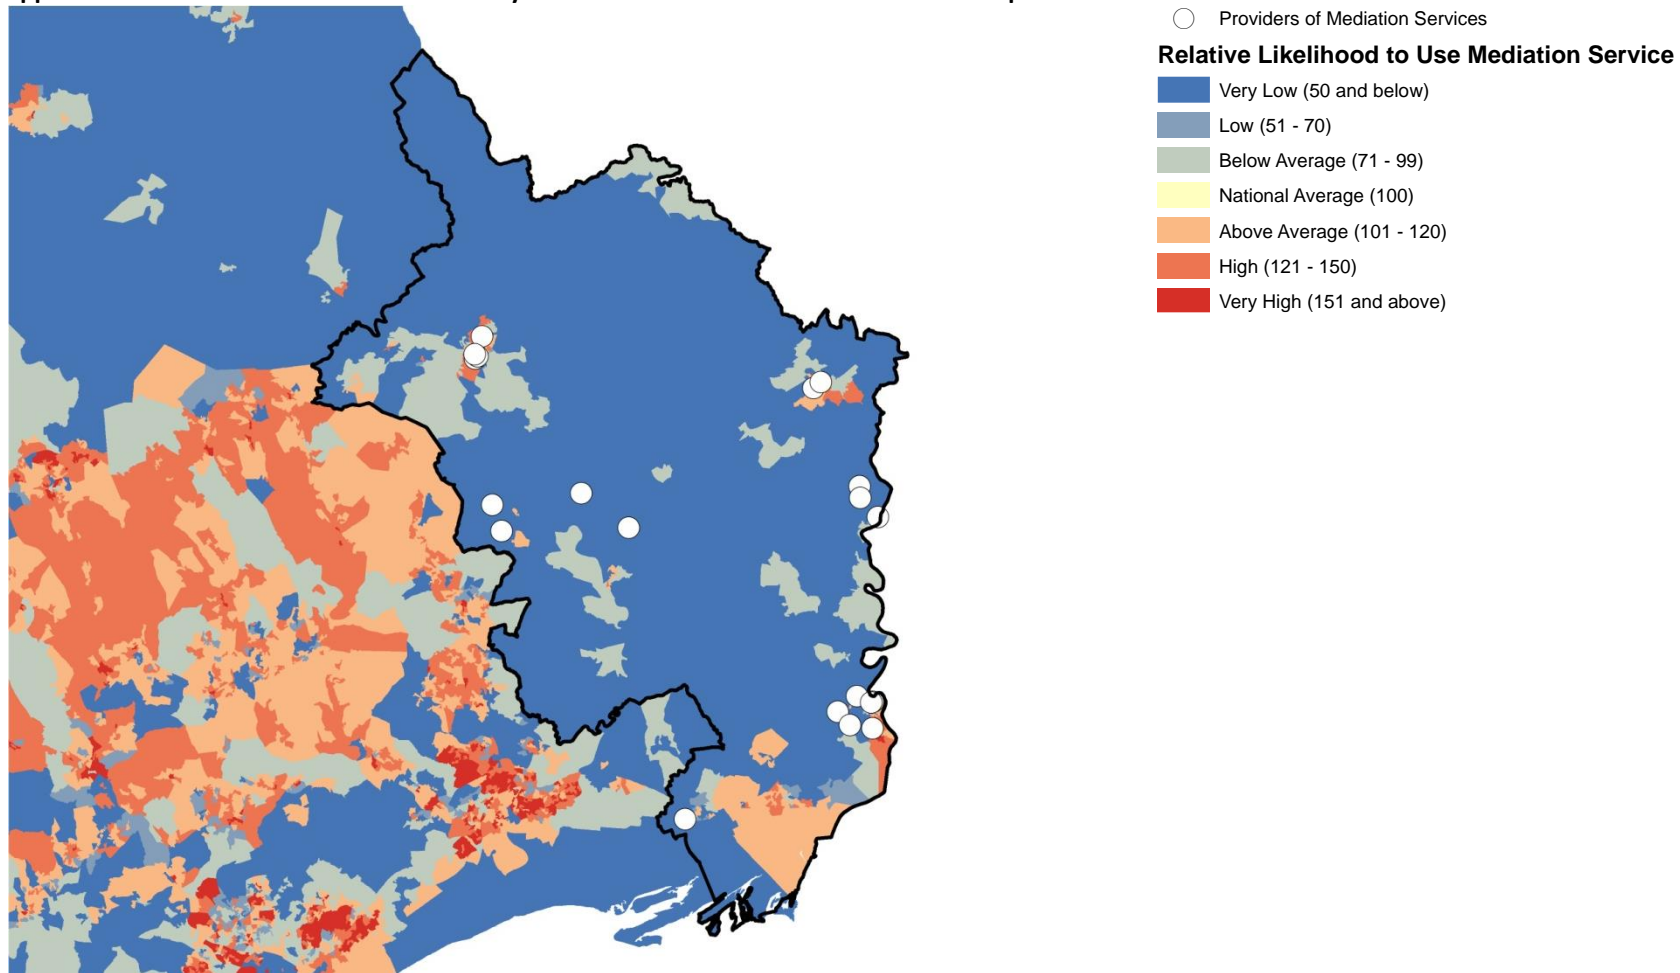 Providers of Mediation Services
Relative Likelihood to Use Mediation Service
Very Low (50 and below)
Low (51 - 70)
Below Average (71 - 99)
National Average (100)
Above Average (101 - 120)
High (121 - 150)
Very High (151 and above)